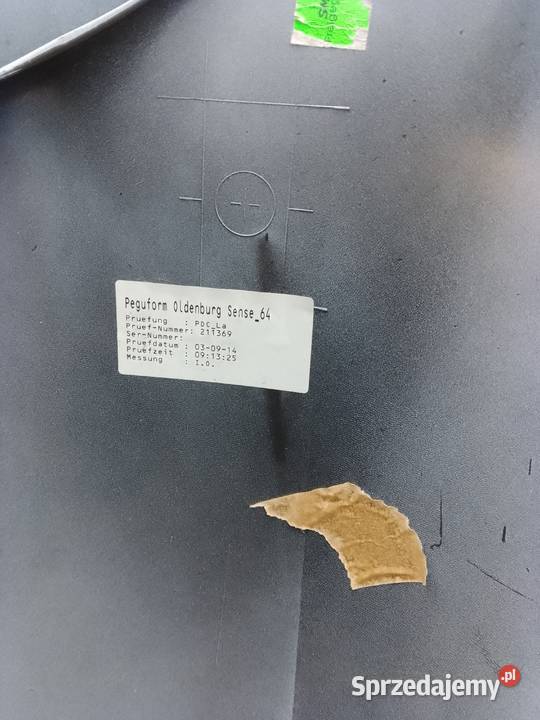 Peguform Oldenburg Sense_64
Pruefung : PDC_La
Pruef-Nummer: 211369
Ser-Nummer:
Pruefdatum : 03-09-14
Pruefzeit : 09:13:25
Messung : I.O.
Sprzedajemy.pl